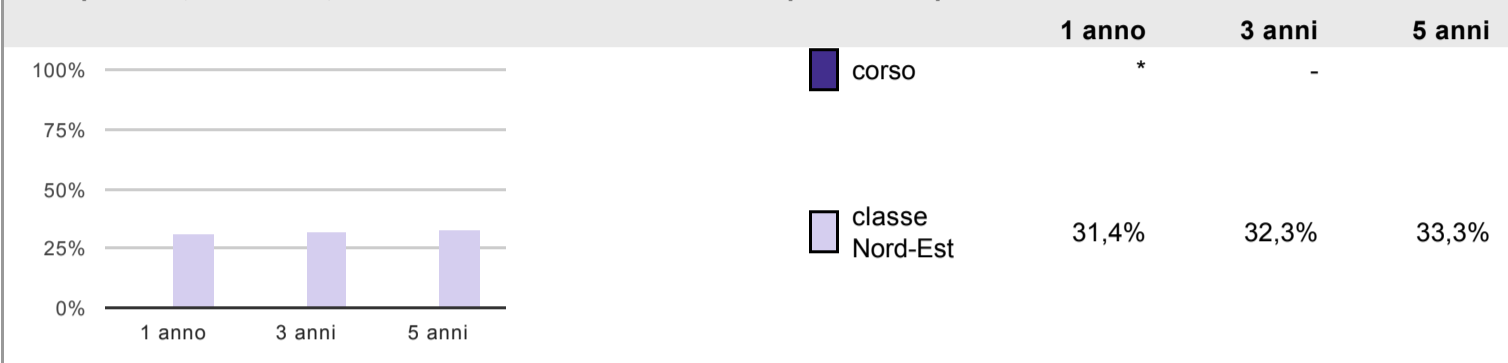 1 anno 3 anni 5 anni
100%
75%
50%
25%
0%
1 anno 3 anni 5 anni
corso * -
classe
Nord-Est 31,4% 32,3% 33,3%